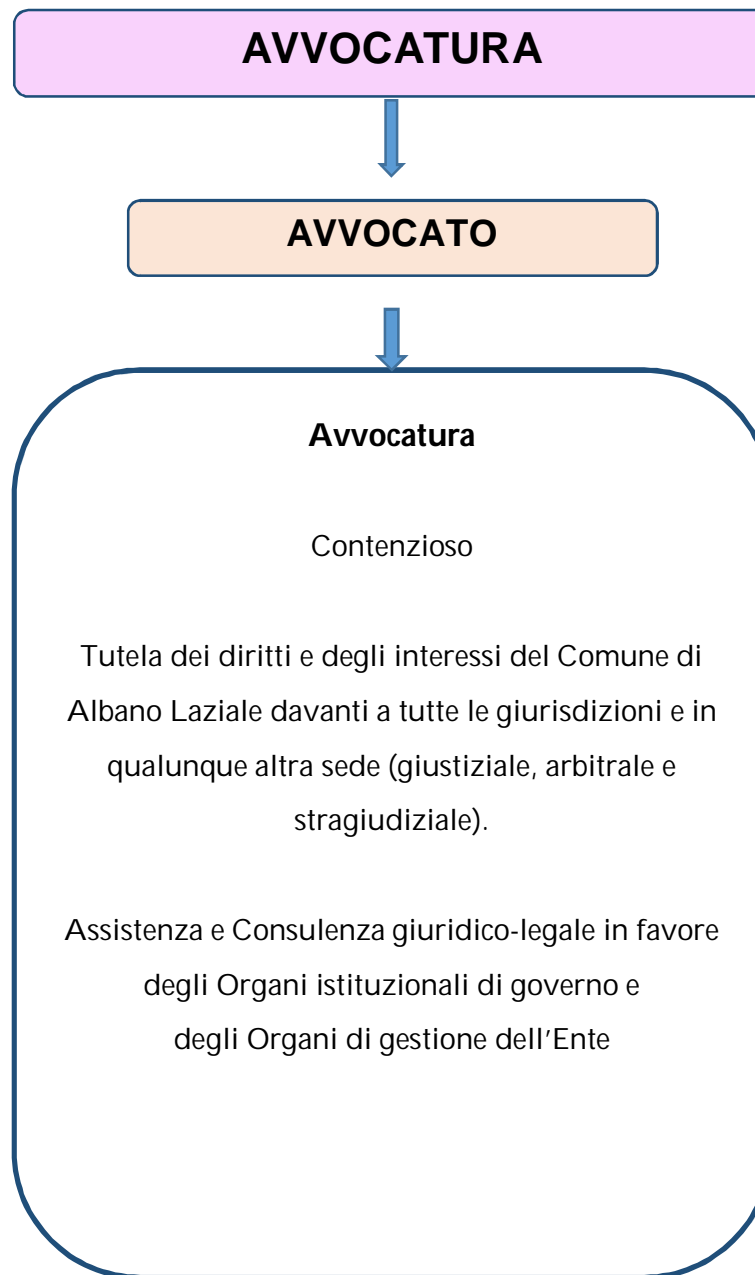 AVVOCATURA
AVVOCATO
Avvocatura
Contenzioso
Tutela dei diritti e degli interessi del Comune di
Albano Laziale davanti a tutte le giurisdizioni e in
qualunque altra sede (giustiziale, arbitrale e
stragiudiziale).
Assistenza e Consulenza giuridico-legale in favore
degli Organi istituzionali di governo e
degli Organi di gestione dell'Ente